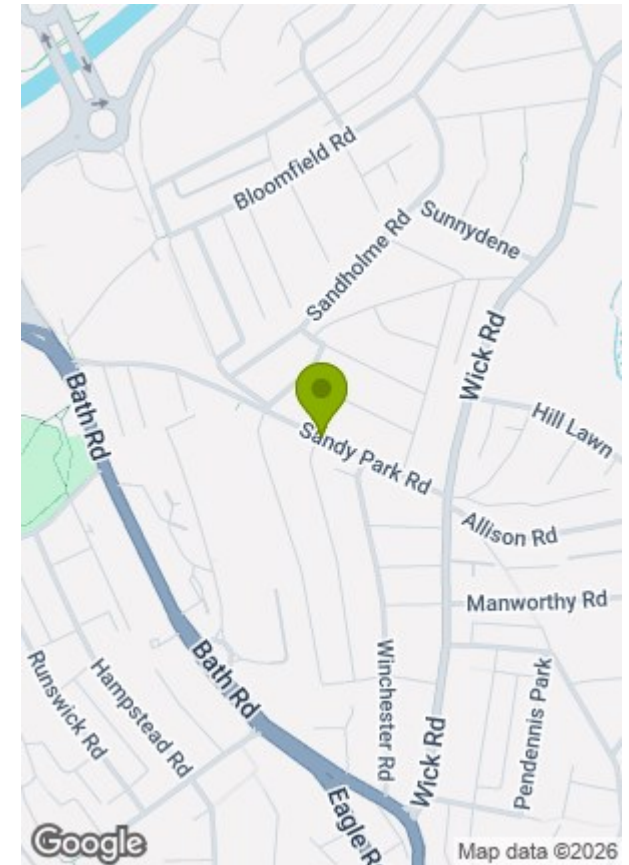 Bloomfield Rd
Sunnydene
Sandholme Rd
Wick Rd
Bath Rd
Hill Lawn
Sandy Park Rd
Allison Rd
Manworthy Rd
Bath Rd
Winchester Rd
Hampstead Rd
Runswick Rd
Pendennis Park
Wick Rd
Eagle R
Google
Map data ©2026